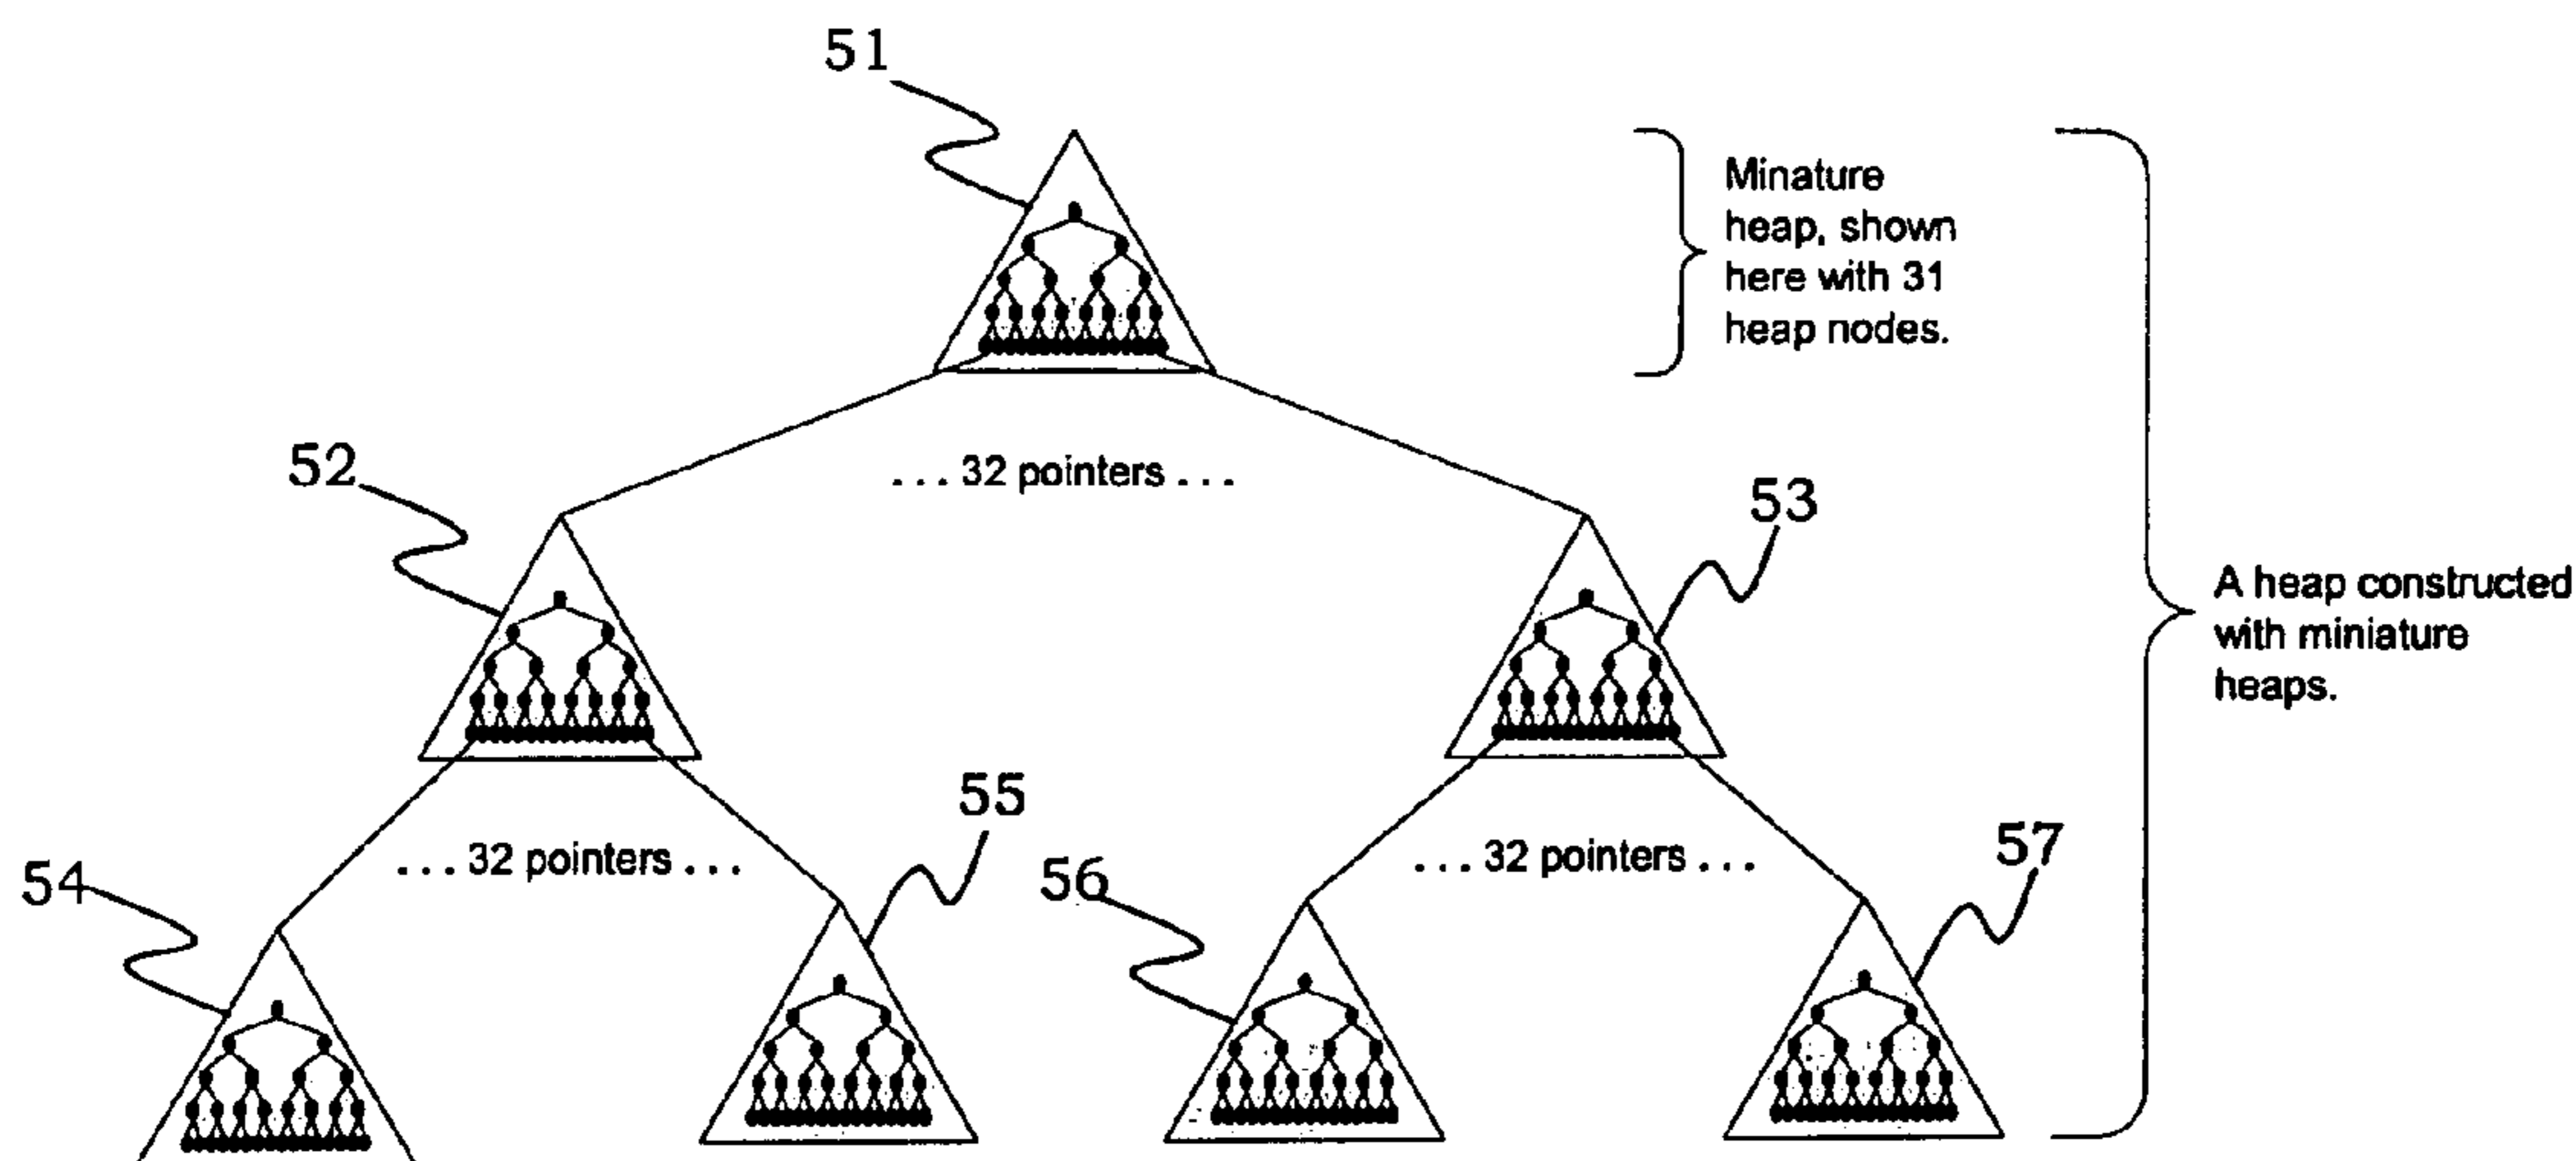 51
Minature
heap, shown
here with 31
heap nodes.
52
. . . 32 pointers . . .
53
A heap constructed
with miniature
heaps.
54
. . . 32 pointers . . .
55
56
. . . 32 pointers . . .
57